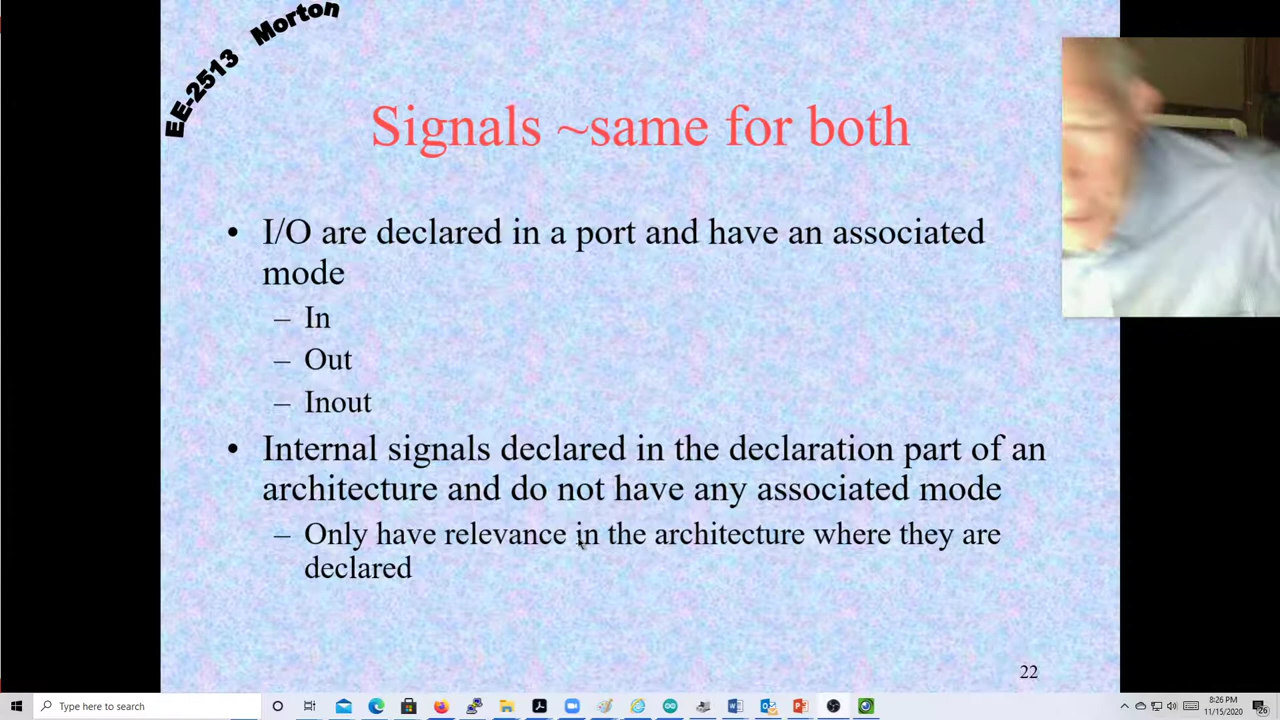 EE-2513 Morton
Signals ~same for both
• I/O are declared in a port and have an associated
mode
– In
– Out
– Inout
• Internal signals declared in the declaration part of an
architecture and do not have any associated mode
– Only have relevance in the architecture where they are
declared
22
Type here to search
8:26 PM
11/15/2020
26